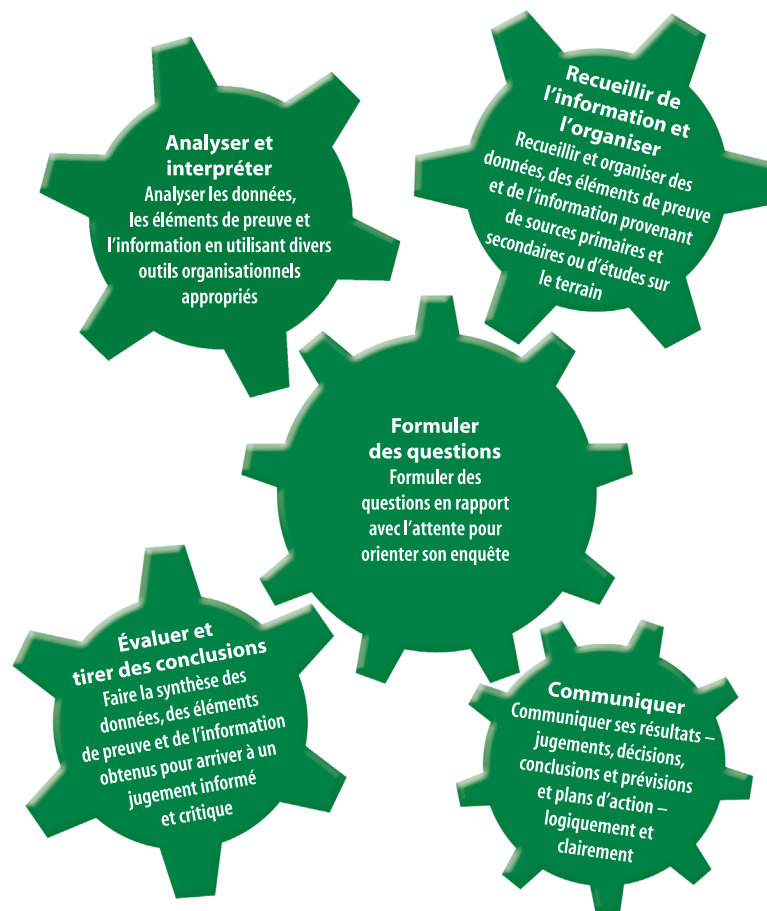 Analyser et
interpréter
Analyser les données,
les éléments de preuve et
l'information en utilisant divers
outils organisationnels
appropriés
Recueillir de
l'information et
l'organiser
Recueillir et organiser des
données, des éléments de preuve
et de l'information provenant
de sources primaires et
secondaires ou d'études sur
le terrain
Formuler
des questions
Formuler des
questions en rapport
avec l'attente pour
orienter son enquête
Évaluer et
tirer des conclusions
Faire la synthèse des
données, des éléments
de preuve et de l'information
obtenus pour arriver à un
jugement informé
et critique
Communiquer
Communiquer ses résultats –
jugements, décisions,
conclusions et prévisions
et plans d'action –
logiquement et
clairement